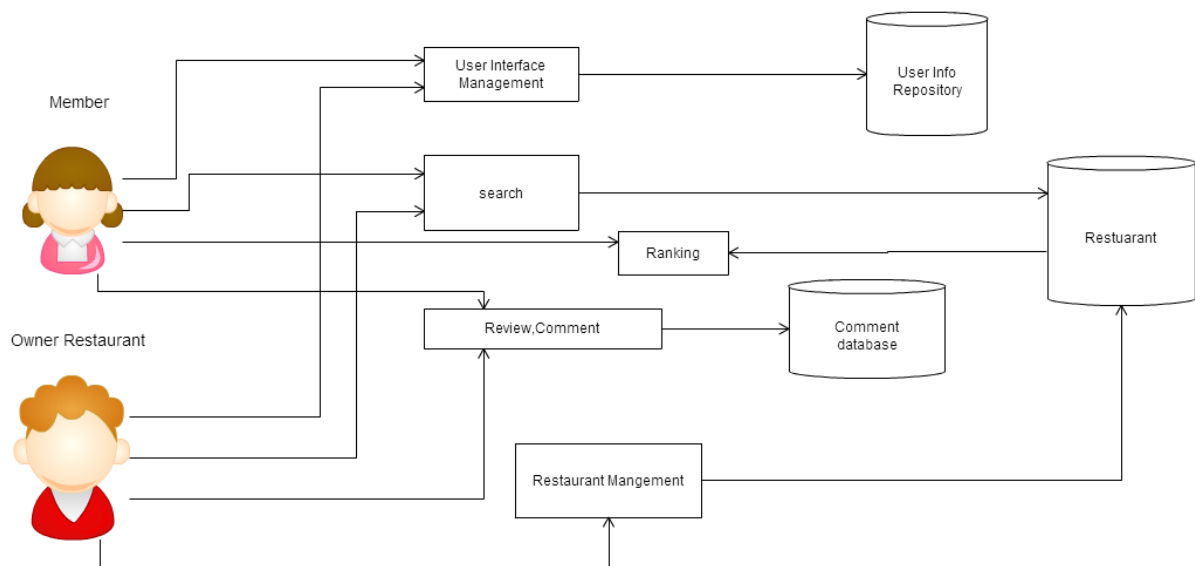 User Interface
Management
User Info
Repository
Member
search
Restuarant
Ranking
Review,Comment
Comment
database
Owner Restaurant
Restaurant Mangement